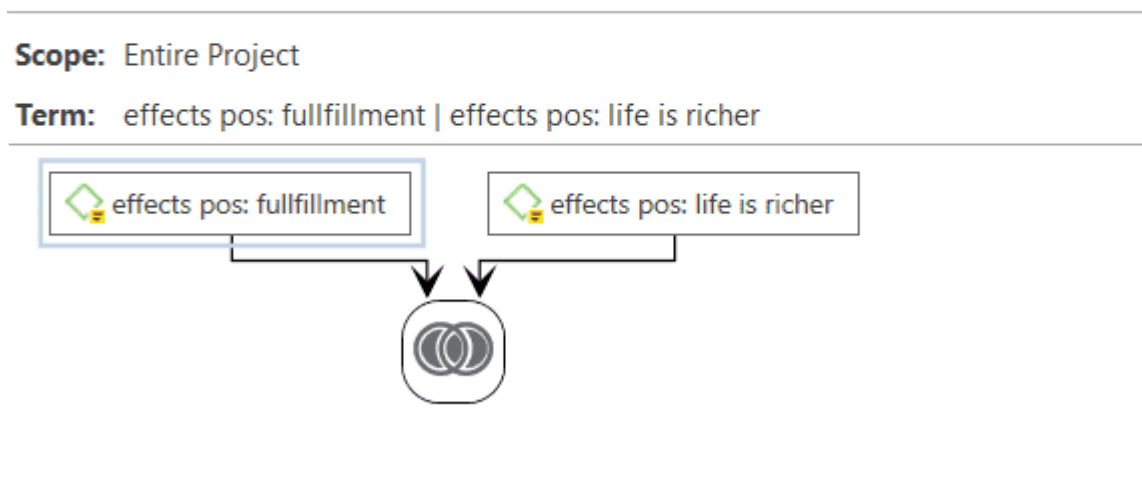 Scope: Entire Project
Term: effects pos: fullfillment | effects pos: life is richer
effects pos: fullfillment
effects pos: life is richer